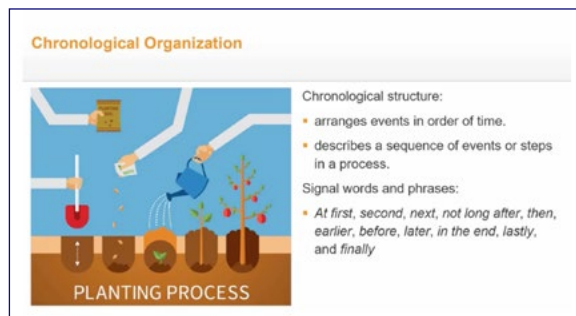 Chronological Organization
Chronological structure:
▪ arranges events in order of time.
▪ describes a sequence of events or steps
in a process.
Signal words and phrases:
▪ At first, second, next, not long after, then,
earlier, before, later, in the end, lastly,
and finally
PLANTING PROCESS